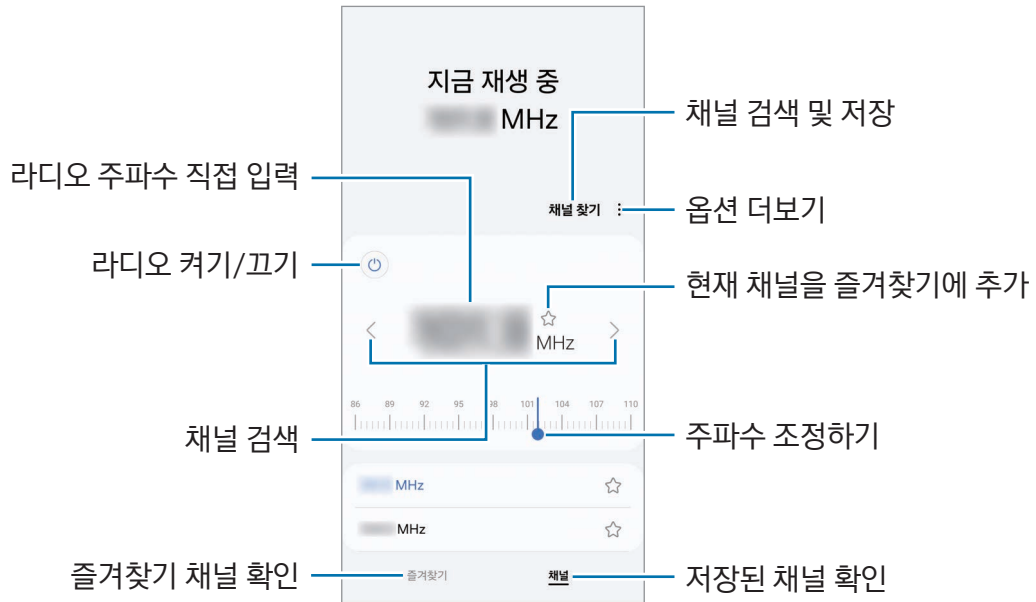 지금 재생 중
MHz
채널 검색 및 저장
라디오 주파수 직접 입력
채널 찾기
옵션 더보기
라디오 켜기/끄기
현재 채널을 즐겨찾기에 추가
MHz
86 89 92 95 98 101 104 107 110
채널 검색
주파수 조정하기
MHz
MHz
즐겨찾기 채널 확인
즐겨찾기
채널
저장된 채널 확인